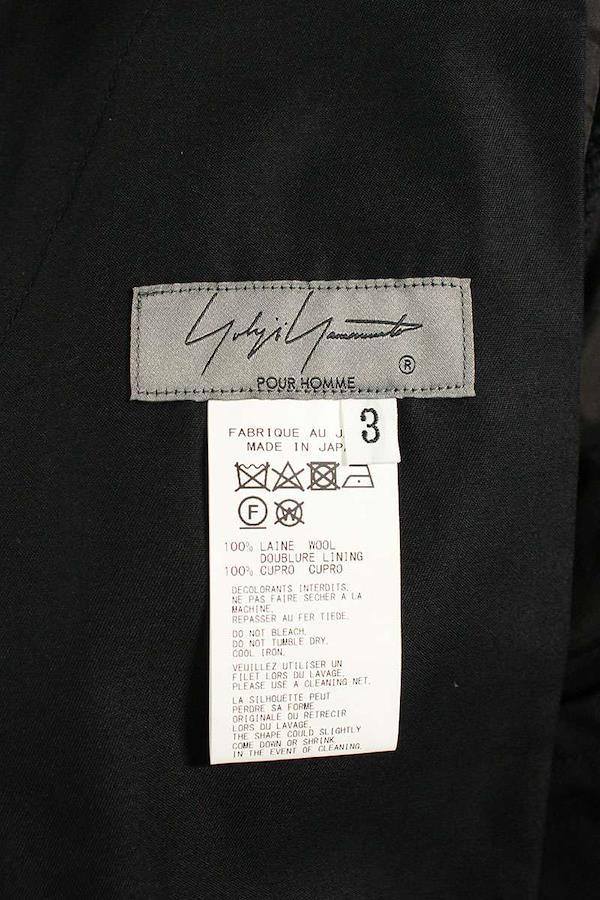 Yohji Yamamoto
®
POUR HOMME
3
FABRIQUE AU J
MADE IN JAPA
F
W
100% LAINE WOOL
DOUBLURE LINING
100% CUPRO CUPRO
DECOLORANTS INTERDITS.
NE PAS FAIRE SECHER A LA
MACHINE.
REPASSER AU FER TIEDE.
DO NOT BLEACH.
DO NOT TUMBLE DRY.
COOL IRON.
VEUILLEZ UTILISER UN
FILET LORS DU LAVAGE.
PLEASE USE A CLEANING NET.
LA SILHOUETTE PEUT
PERDRE SA FORME
ORIGINALE OU RETRECIR
LORS DU LAVAGE.
THE SHAPE COULD SLIGHTLY
COME DOWN OR SHRINK
IN THE EVENT OF CLEANING.